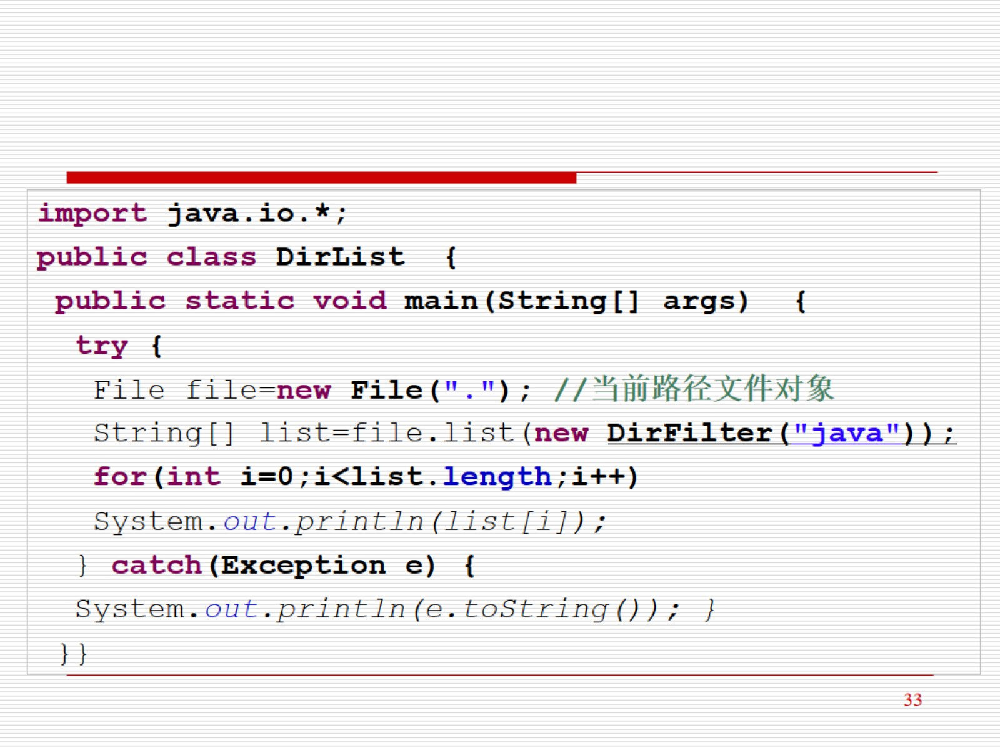 import java.io.*;
public class DirList  {
public static void main(String[] args)  {
try {
File file=new File("."); //当前路径文件对象
String[] list=file.list(new DirFilter("java"));
for(int i=0;i<list.length;i++)
System.out.println(list[i]);
} catch(Exception e) {
System.out.println(e.toString()); }
}}
33